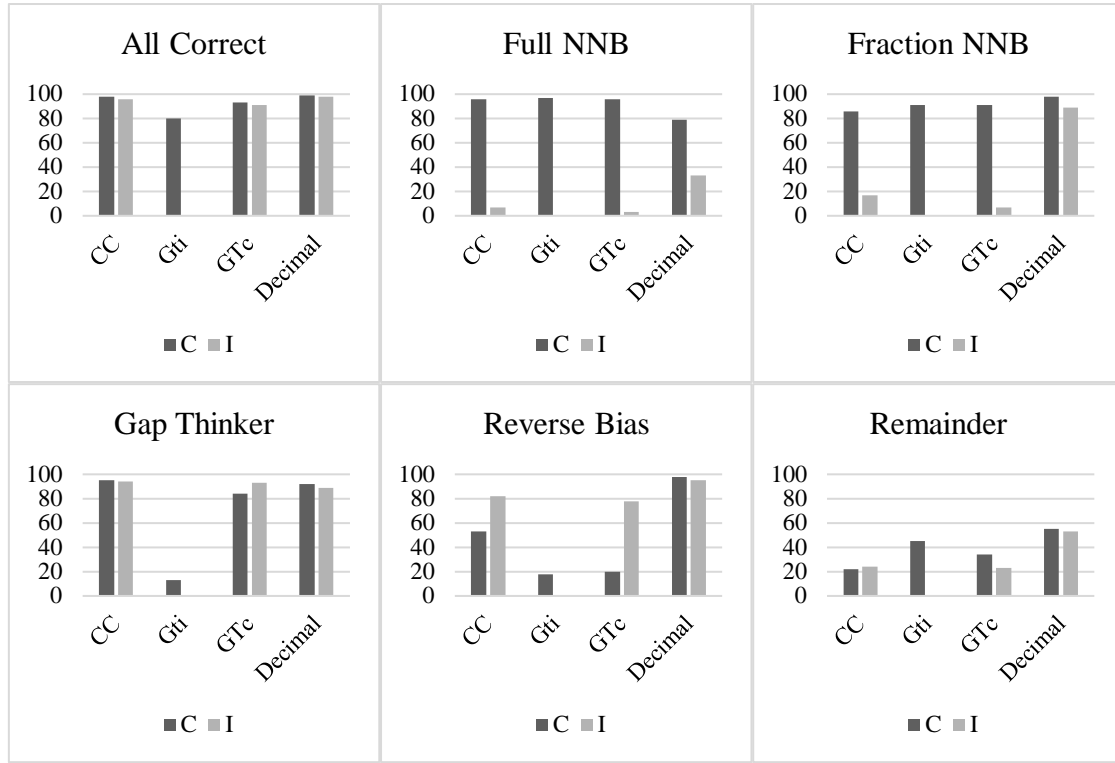 All Correct
100
80
60
40
20
0
CC
Gti
GTc
Decimal
C I
Full NNB
100
80
60
40
20
0
CC
Gti
GTc
Decimal
C I
Fraction NNB
100
80
60
40
20
0
CC
Gti
GTc
Decimal
C I
Gap Thinker
100
80
60
40
20
0
CC
Gti
GTc
Decimal
C I
Reverse Bias
100
80
60
40
20
0
CC
Gti
GTc
Decimal
C I
Remainder
100
80
60
40
20
0
CC
Gti
GTc
Decimal
C I